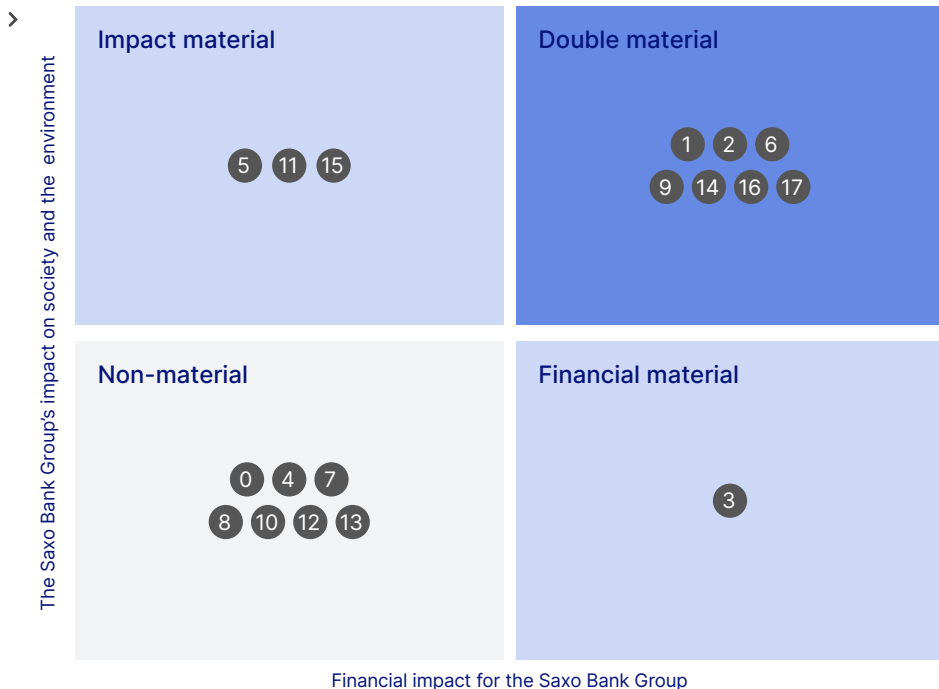 The Saxo Bank Group's impact on society and the environment
Impact material
5 11 15
Double material
1 2 6
9 14 16 17
Non-material
0 4 7
8 10 12 13
Financial material
3
Financial impact for the Saxo Bank Group